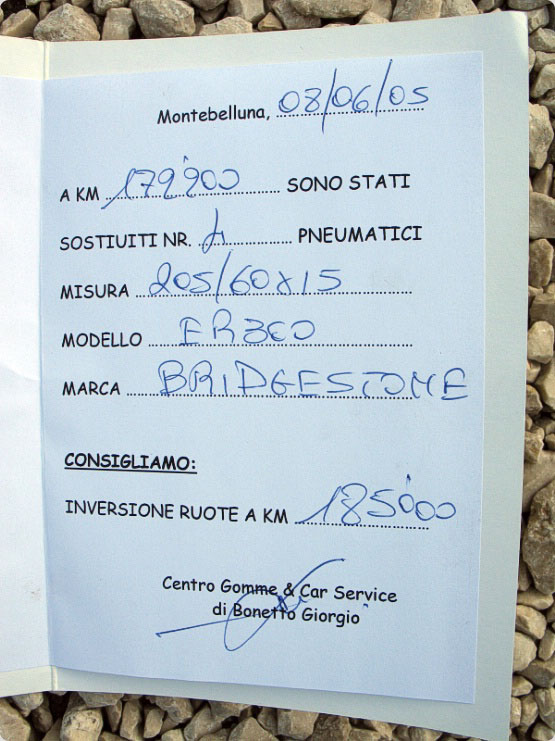 Montebelluna, 08/06/05
A KM 179'900 SONO STATI
SOSTIUITI NR. 4 PNEUMATICI
MISURA 205/60x15
MODELLO ER300
MARCA BRIDGESTONE
CONSIGLIAMO:
INVERSIONE RUOTE A KM 185'000
Centro Gomme & Car Service
di Bonetto Giorgio